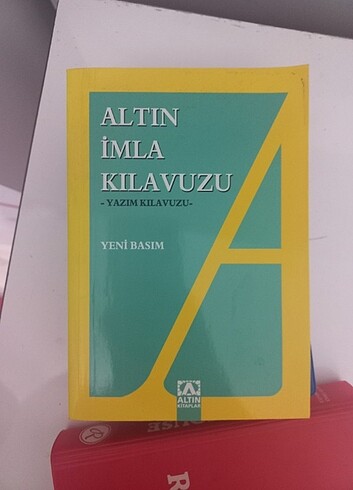 ALTIN
İMLA
KILAVUZU
- YAZIM KILAVUZU-
YENİ BASIM
ALTIN
KİTAPLAR